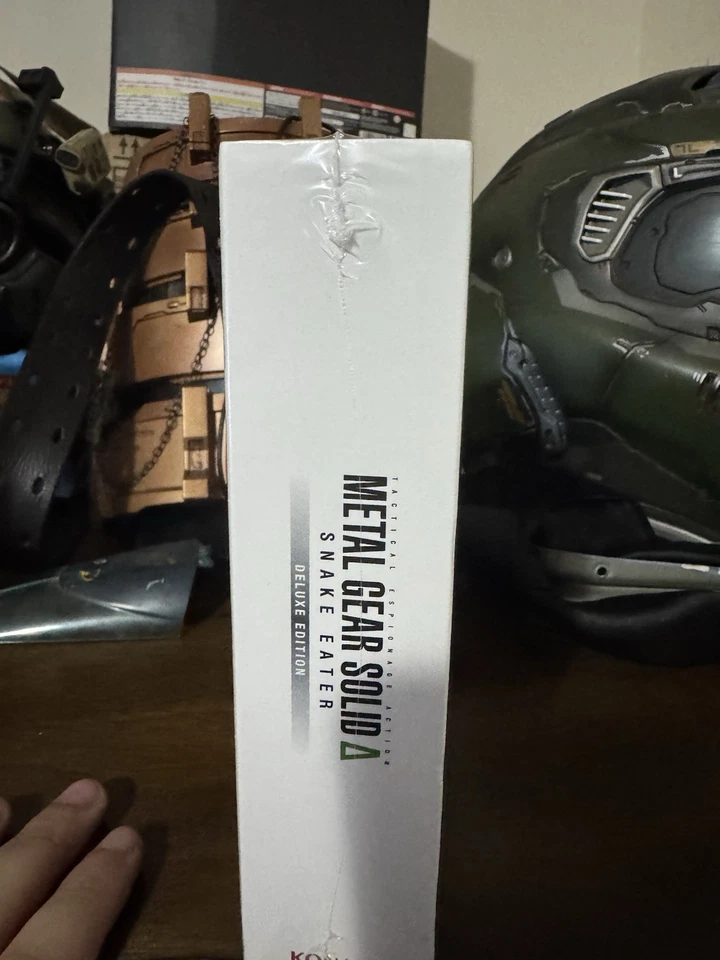 TACTICAL ESPIONAGE ACTION
METAL GEAR SOLID Δ
SNAKE EATER
DELUXE EDITION